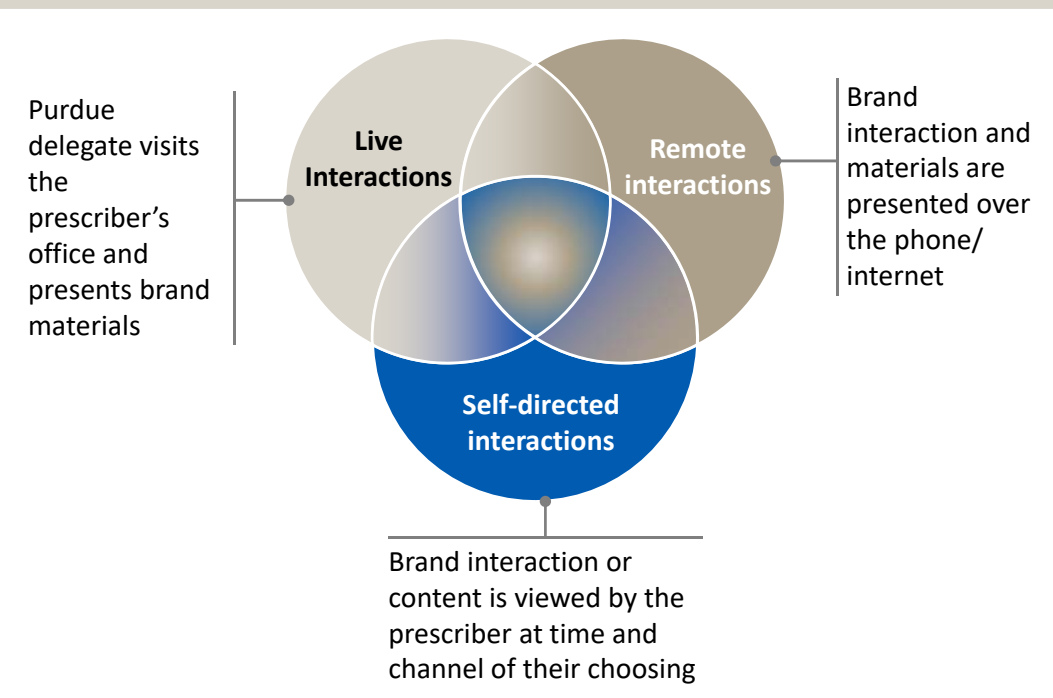 Purdue
delegate visits
the
prescriber’s
office and
presents brand
materials
Live
Interactions
Remote
interactions
Brand
interaction and
materials are
presented over
the phone/
internet
Self-directed
interactions
Brand interaction or
content is viewed by the
prescriber at time and
channel of their choosing